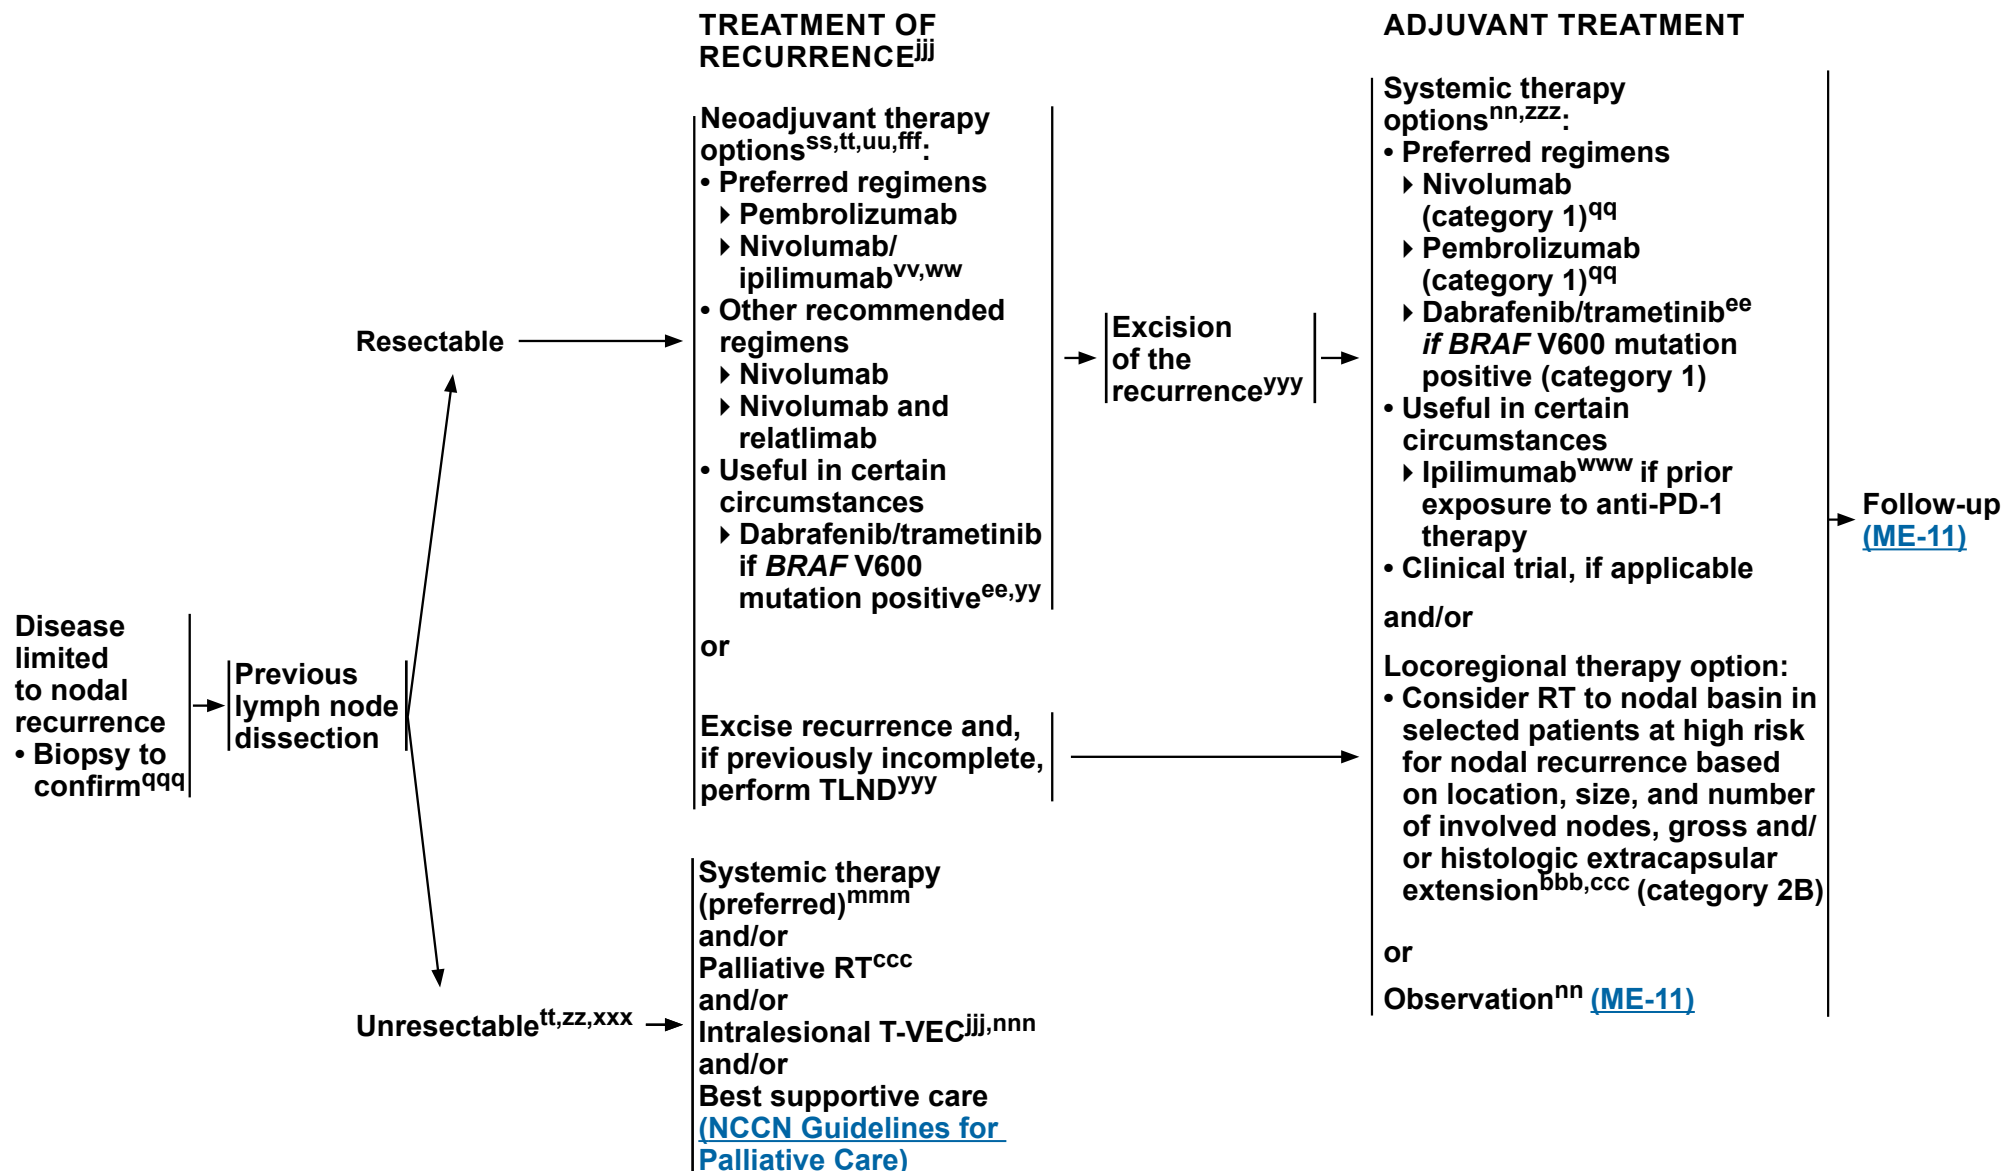 TREATMENT OF
RECURRENCEjjj
ADJUVANT TREATMENT
Disease
limited
to nodal
recurrence
• Biopsy to
confirmqqq
Previous
lymph node
dissection
Resectable
Neoadjuvant therapy
optionsss,tt,uu,fff:
• Preferred regimens
▸ Pembrolizumab
▸ Nivolumab/
ipilimumabvv,ww
• Other recommended
regimens
▸ Nivolumab
▸ Nivolumab and
relatlimab
• Useful in certain
circumstances
▸ Dabrafenib/trametinib
if BRAF V600
mutation positiveee,yy
or
Excise recurrence and,
if previously incomplete,
perform TLNDyyy
Excision
of the
recurrenceyyy
Systemic therapy
optionsnn,zzz:
• Preferred regimens
▸ Nivolumab
(category 1)qq
▸ Pembrolizumab
(category 1)qq
▸ Dabrafenib/trametinibee
if BRAF V600 mutation
positive (category 1)
• Useful in certain
circumstances
▸ Ipilimumabwww if prior
exposure to anti-PD-1
therapy
• Clinical trial, if applicable
and/or
Locoregional therapy option:
• Consider RT to nodal basin in
selected patients at high risk
for nodal recurrence based
on location, size, and number
of involved nodes, gross and/
or histologic extracapsular
extensionbbb,ccc (category 2B)
or
Observationnn (ME-11)
Follow-up
(ME-11)
Unresectablett,zz,xxx
Systemic therapy
(preferred)mmm
and/or
Palliative RTccc
and/or
Intralesional T-VECjjj,nnn
and/or
Best supportive care
(NCCN Guidelines for
Palliative Care)